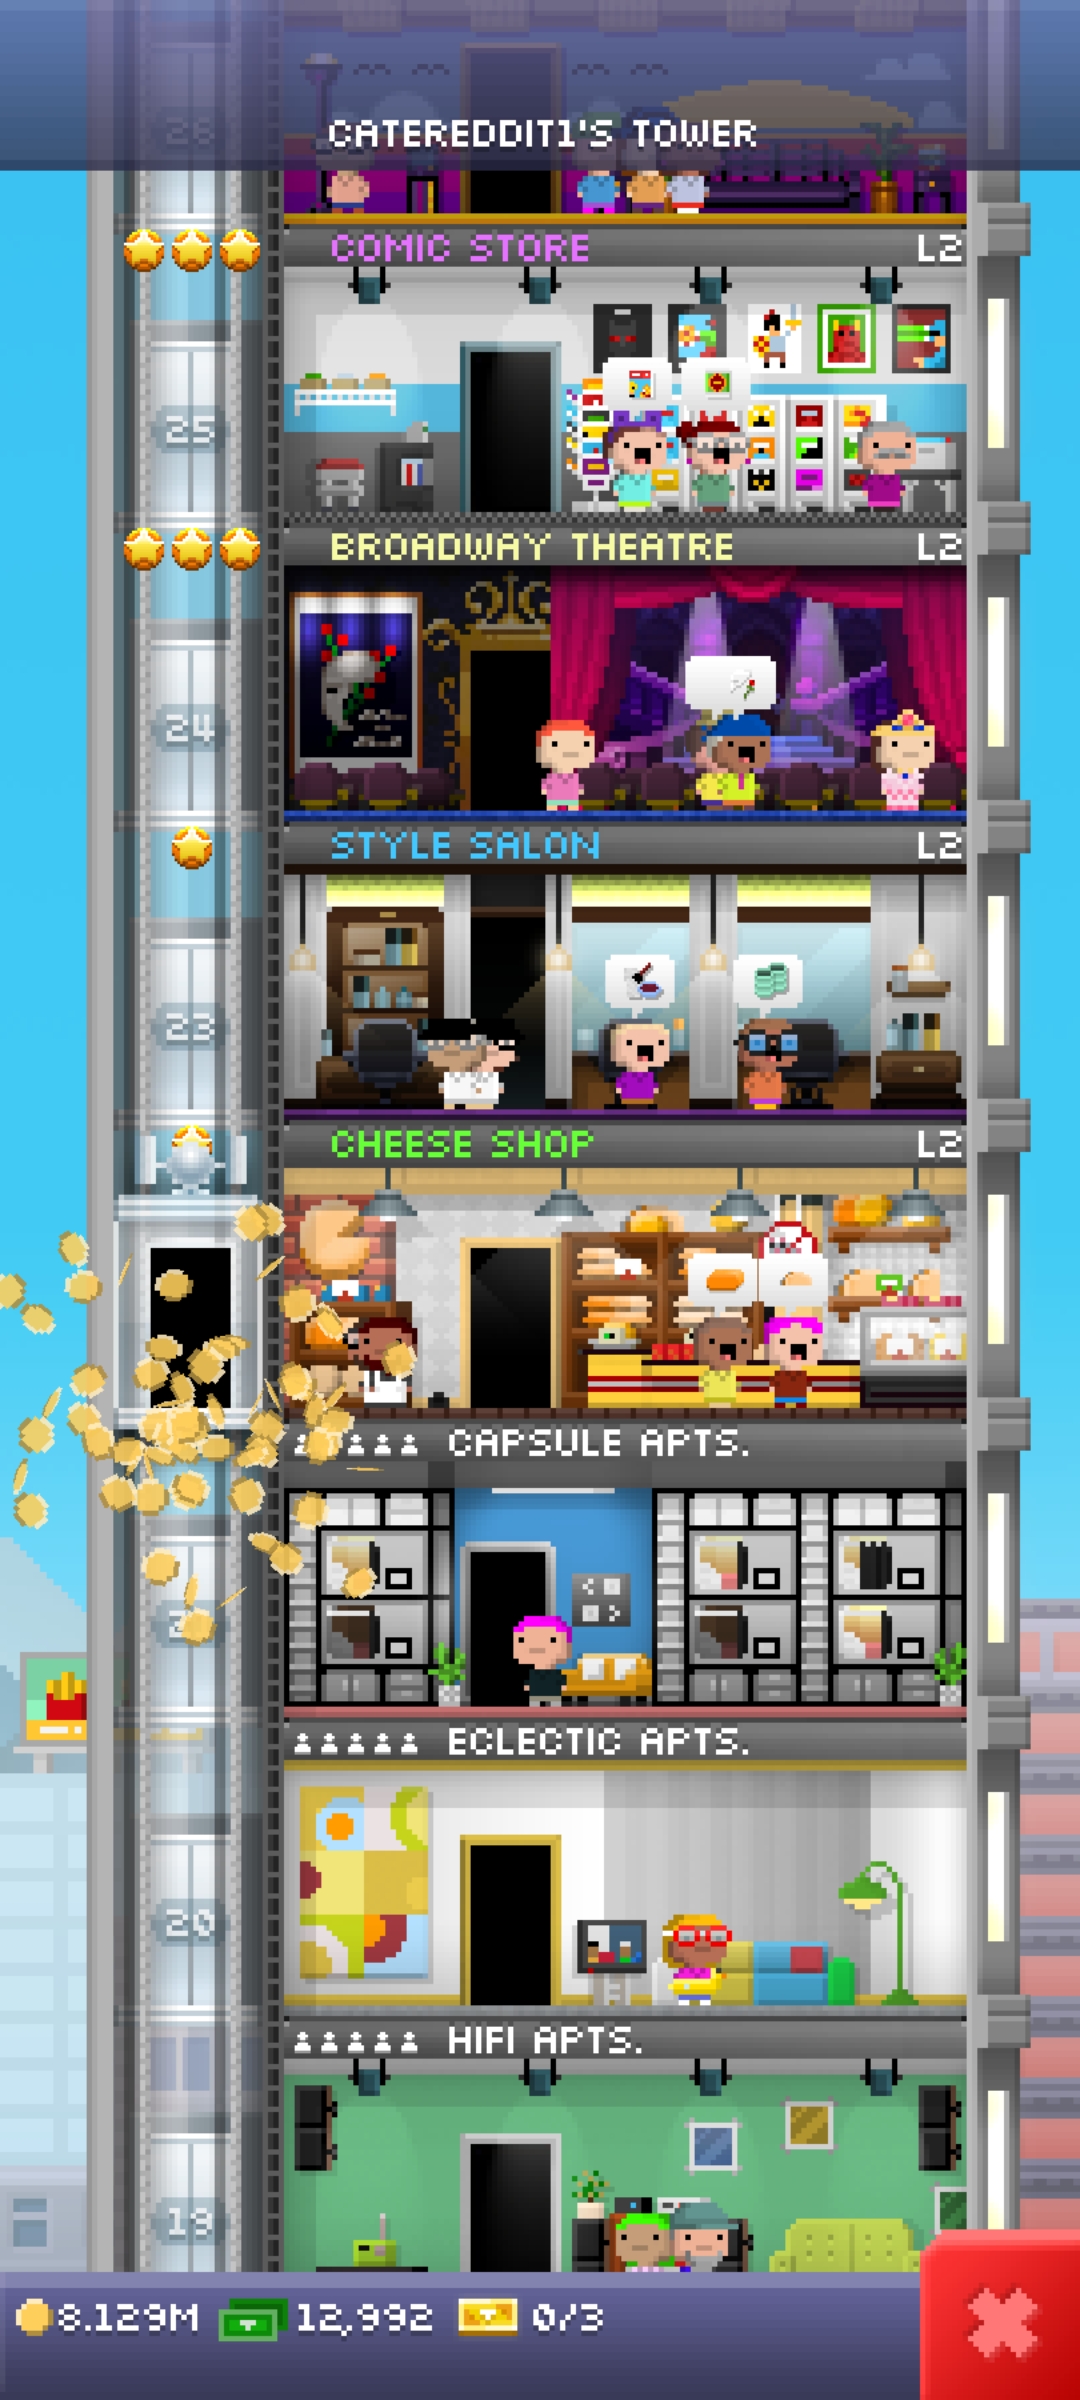 26
CATEREDDIT1'S TOWER
COMIC STORE L2
25
BROADWAY THEATRE L2
24
STYLE SALON L2
23
CHEESE SHOP L2
CAPSULE APTS.
ECLECTIC APTS.
20
HIFI APTS.
19
8.129M 12,992 0/3